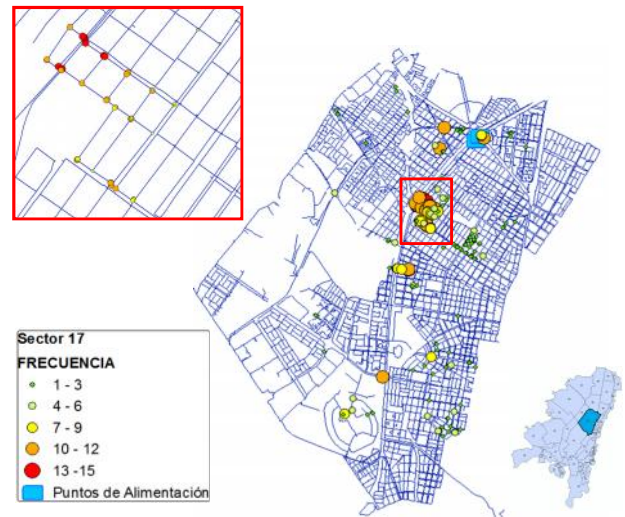 Sector 17
FRECUENCIA
1 - 3
4 - 6
7 - 9
10 - 12
13 -15
Puntos de Alimentación